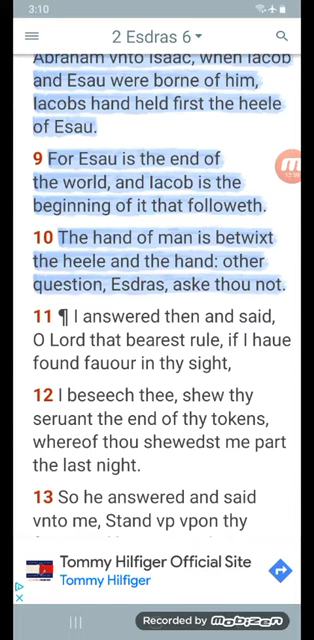 3:10
2 Esdras 6
Abraham vnto Isaac, when Iacob
and Esau were borne of him,
Iacobs hand held first the heele
of Esau.
9 For Esau is the end of
the world, and Iacob is the
beginning of it that followeth.
10 The hand of man is betwixt
the heele and the hand: other
question, Esdras, aske thou not.
11 ¶ I answered then and said,
O Lord that bearest rule, if I haue
found fauour in thy sight,
12 I beseech thee, shew thy
seruant the end of thy tokens,
whereof thou shewedst me part
the last night.
13 So he answered and said
vnto me, Stand vp vpon thy
Tommy Hilfiger Official Site
Tommy Hilfiger
Recorded by mobizen